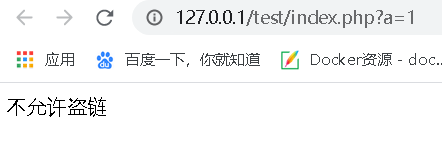 127.0.0.1/test/index.php?a=1
应用 百度一下，你就知道 Docker资源 - doc...
不允许盗链